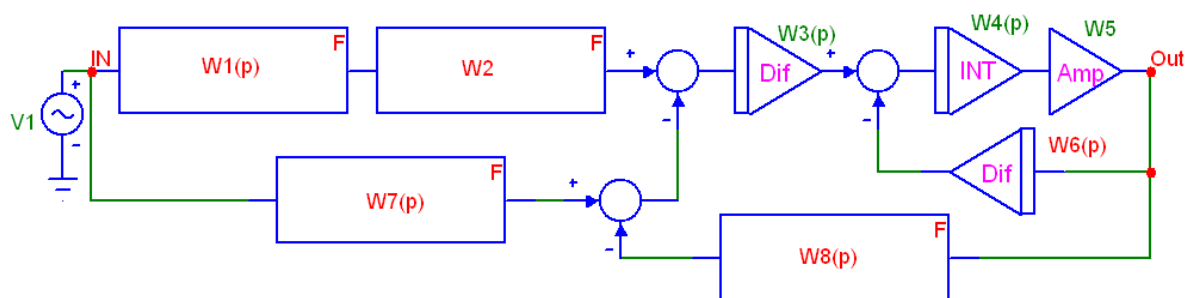 IN
W1(p)
F
W2
F
+
-
W3(p)
Dif
+
-
W4(p)
INT
W5
Amp
Out
V1
+
-
W7(p)
F
+
-
W8(p)
F
Dif
W6(p)